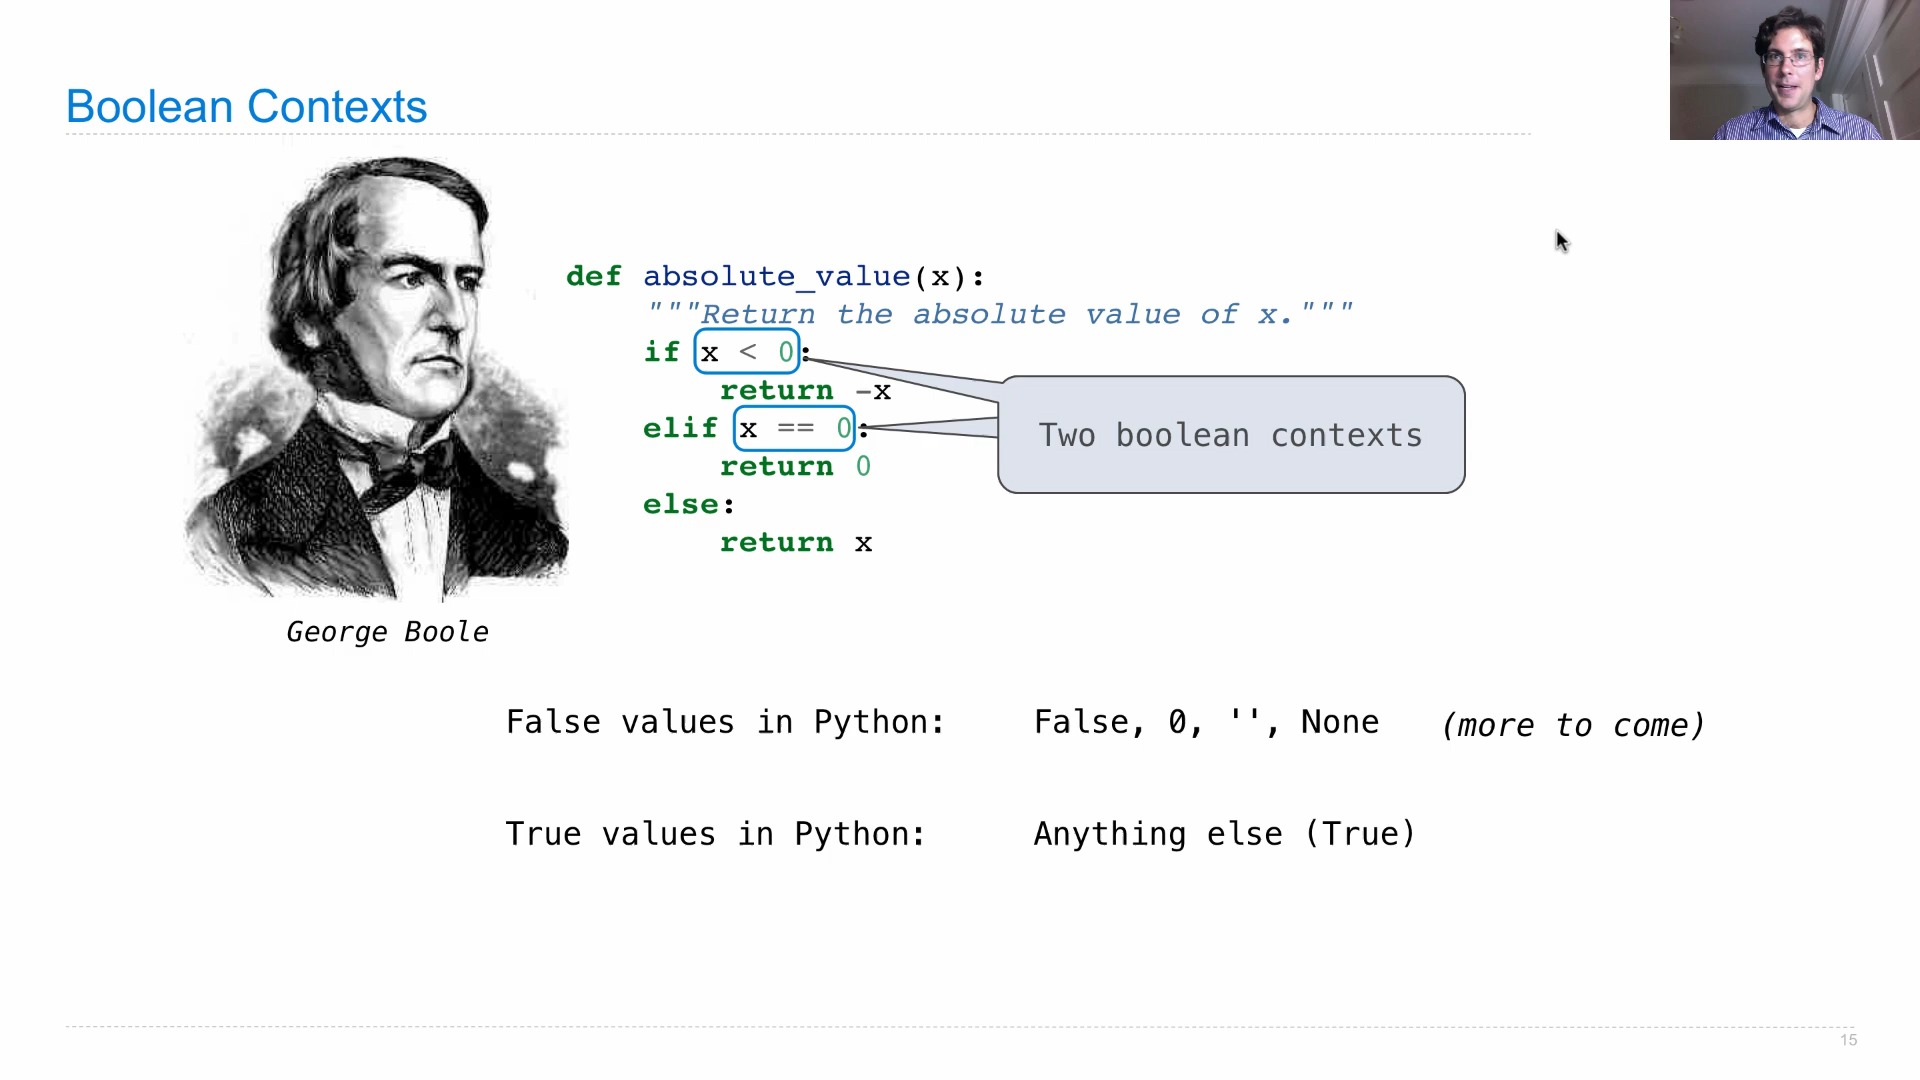 Boolean Contexts
def absolute_value(x):
    """Return the absolute value of x."""
    if x < 0:
        return -x
    elif x == 0:
        return 0
    else:
        return x
Two boolean contexts
George Boole
False values in Python: False, 0, '', None (more to come)
True values in Python: Anything else (True)
15